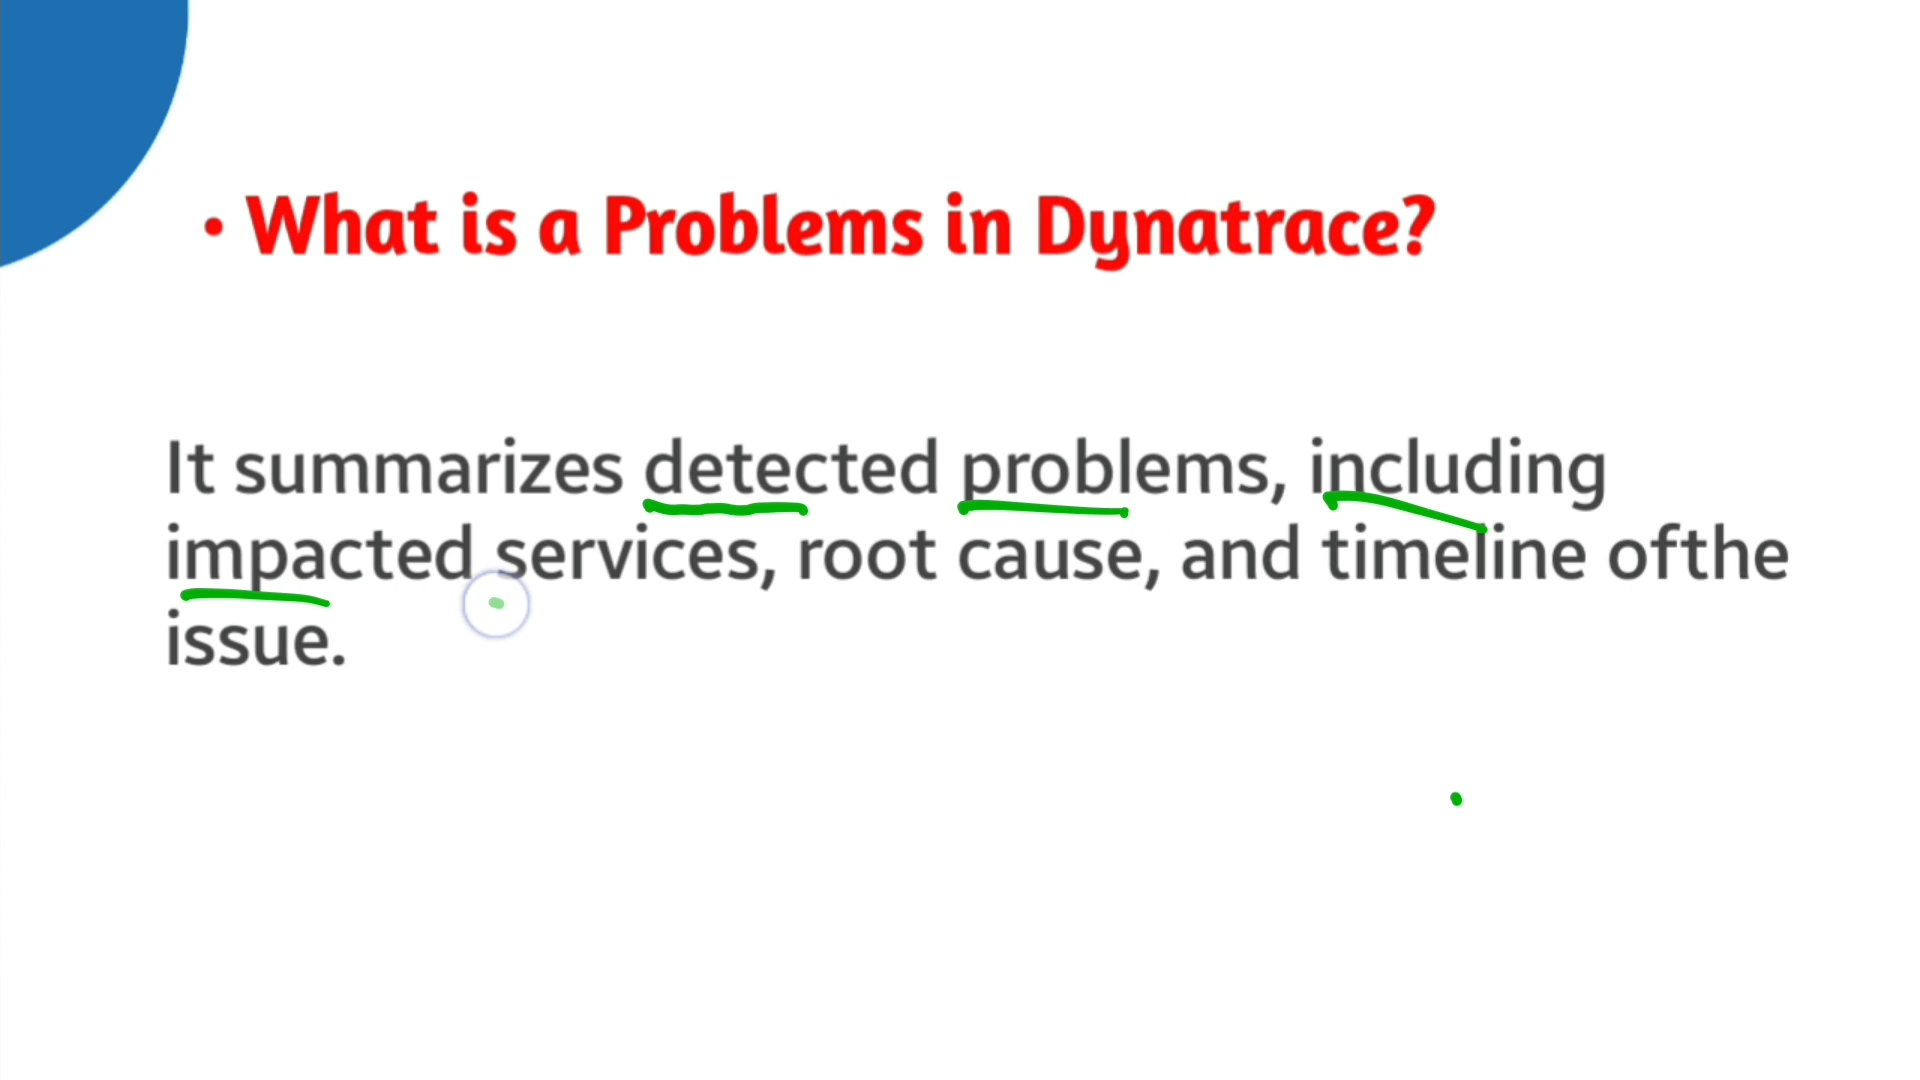 • What is a Problems in Dynatrace?
It summarizes detected problems, including
impacted services, root cause, and timeline ofthe
issue.